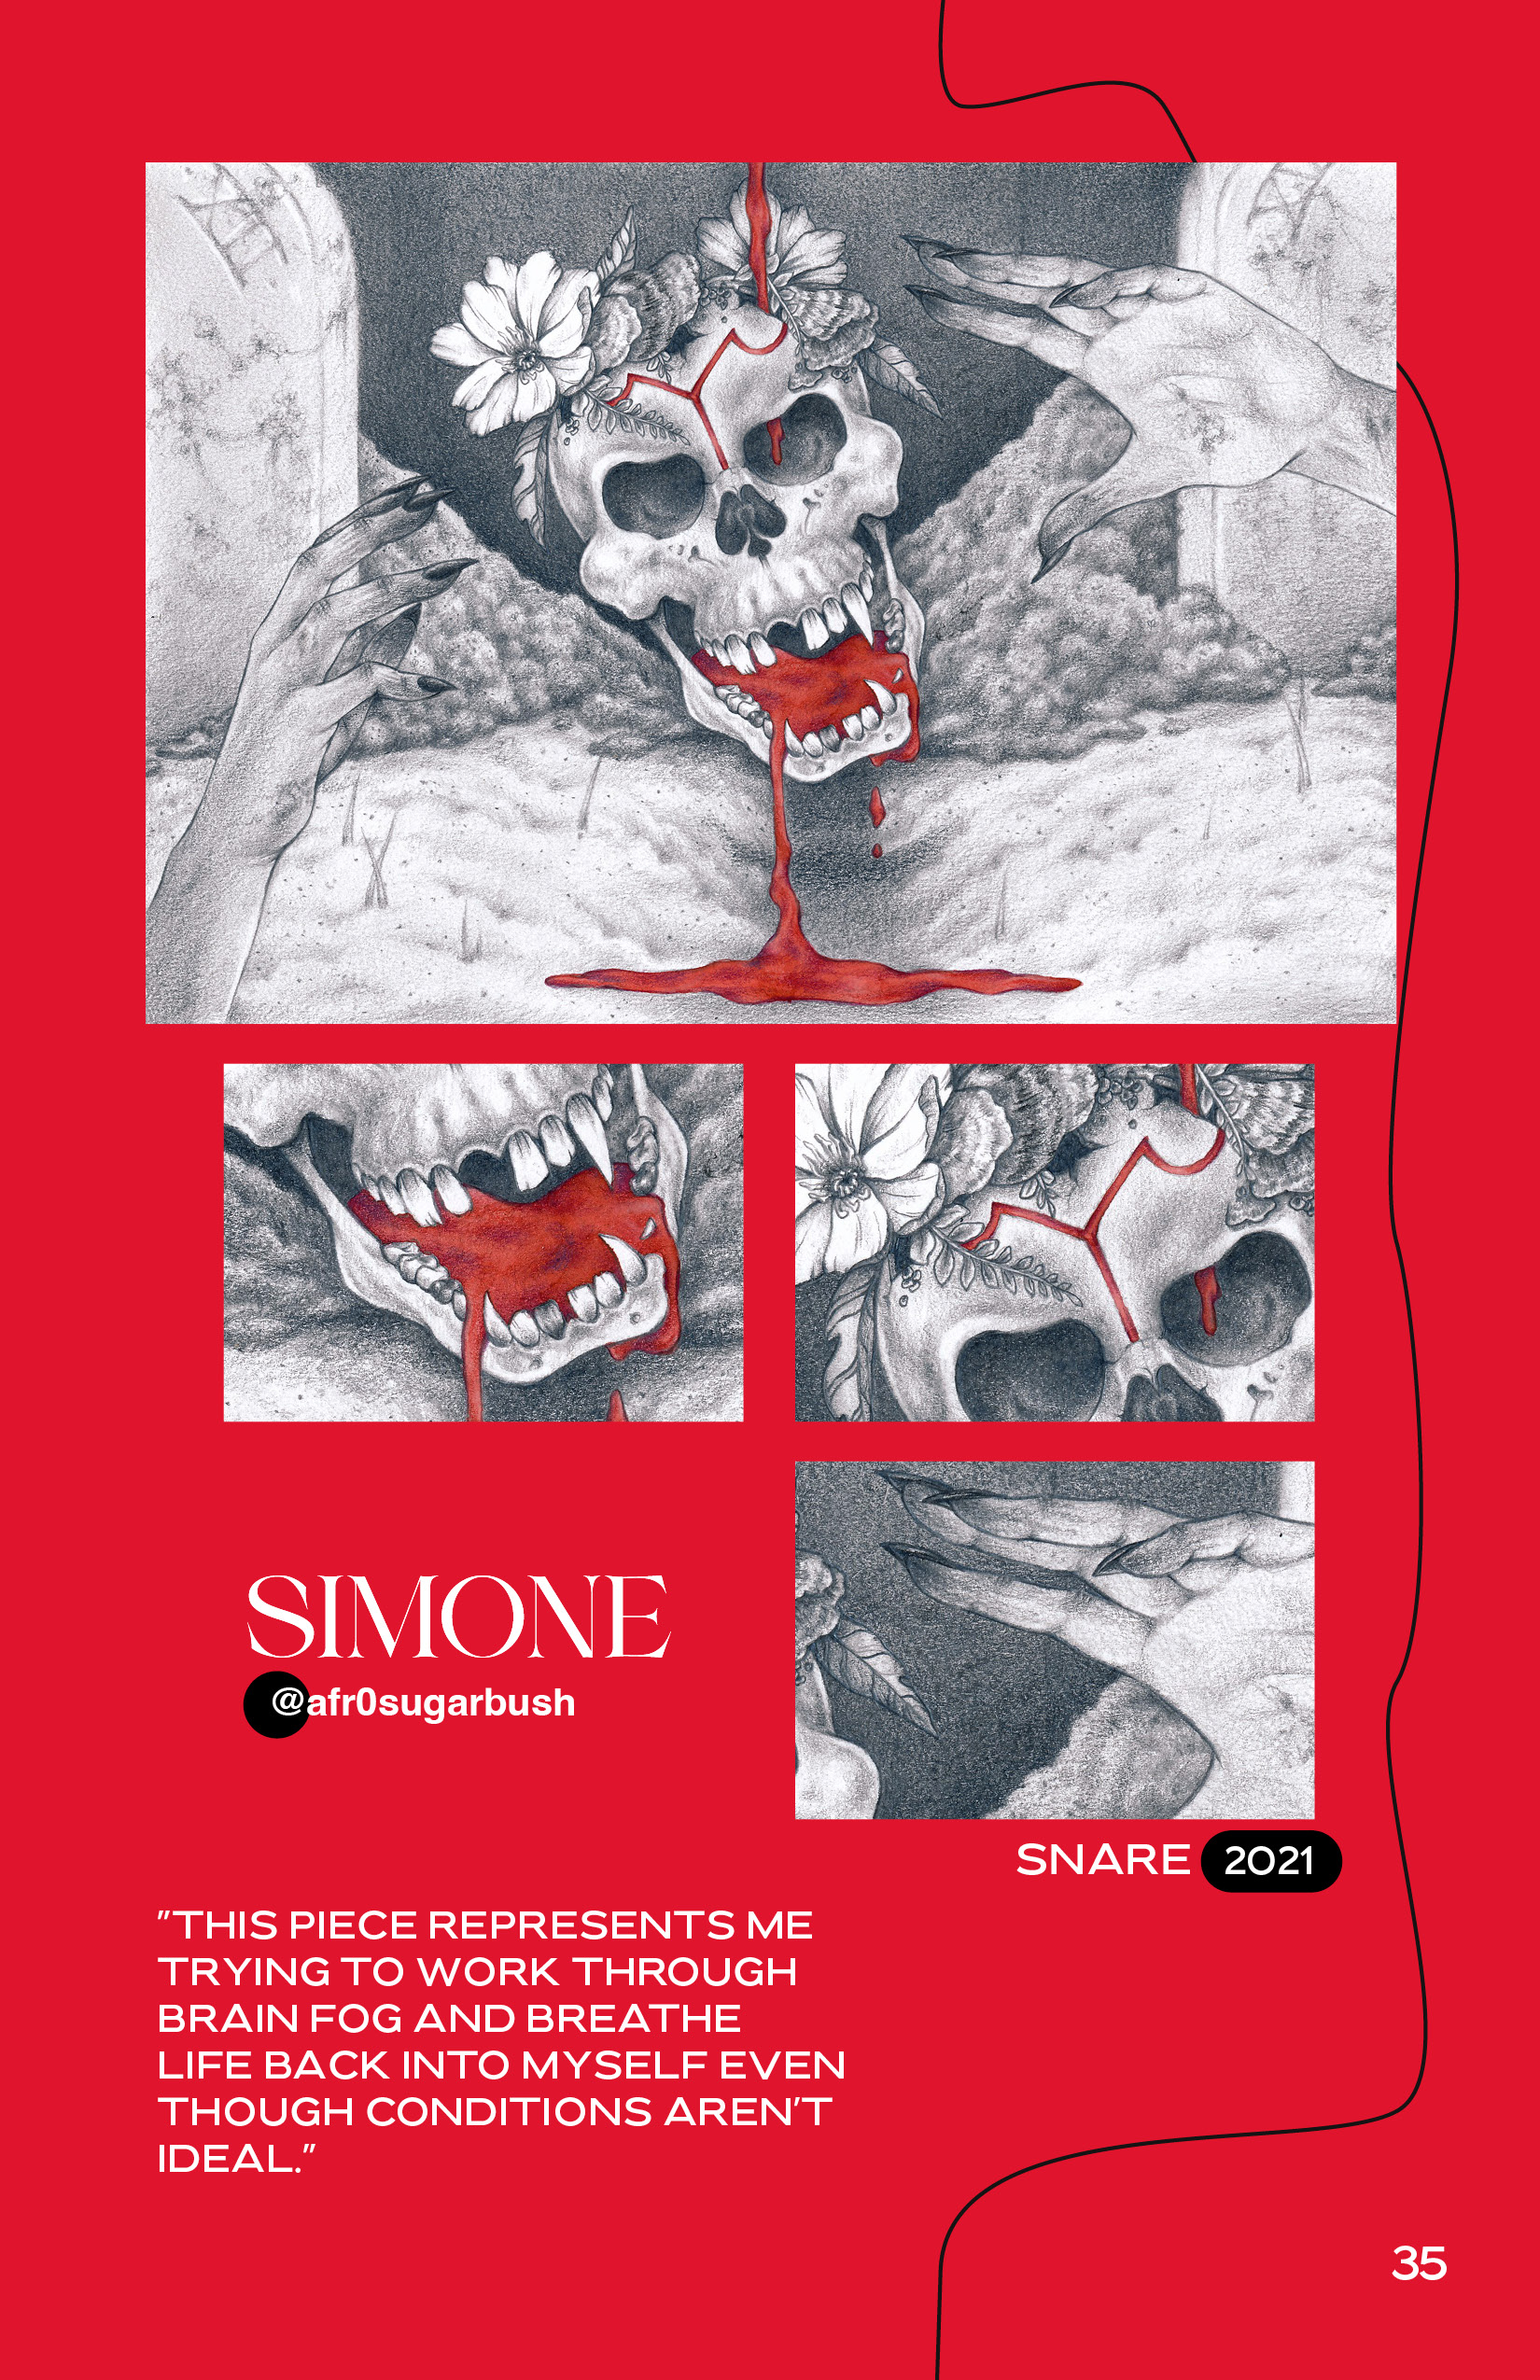 XII
SIMONE
@afr0sugarbush
SNARE 2021
"THIS PIECE REPRESENTS ME
TRYING TO WORK THROUGH
BRAIN FOG AND BREATHE
LIFE BACK INTO MYSELF EVEN
THOUGH CONDITIONS AREN'T
IDEAL."
35